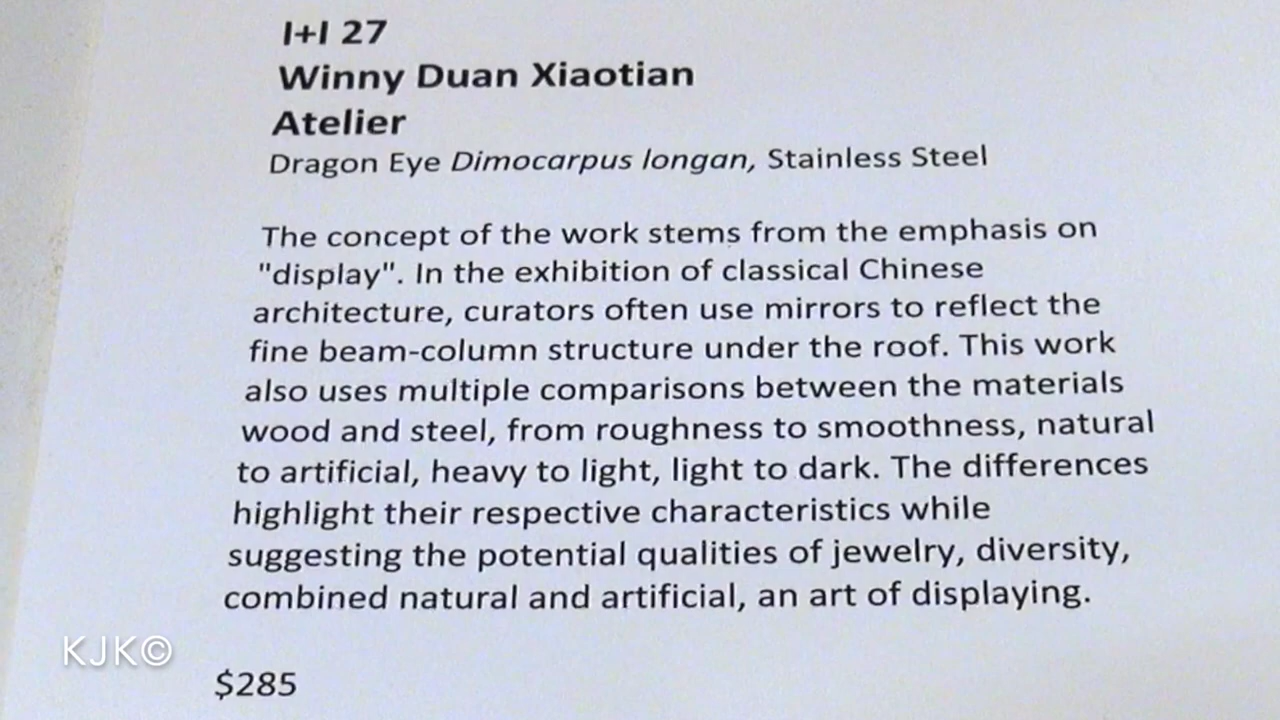 I+I 27
Winny Duan Xiaotian
Atelier
Dragon Eye Dimocarpus longan, Stainless Steel
The concept of the work stems from the emphasis on
"display". In the exhibition of classical Chinese
architecture, curators often use mirrors to reflect the
fine beam-column structure under the roof. This work
also uses multiple comparisons between the materials
wood and steel, from roughness to smoothness, natural
to artificial, heavy to light, light to dark. The differences
highlight their respective characteristics while
suggesting the potential qualities of jewelry, diversity,
combined natural and artificial, an art of displaying.
KJK©
$285